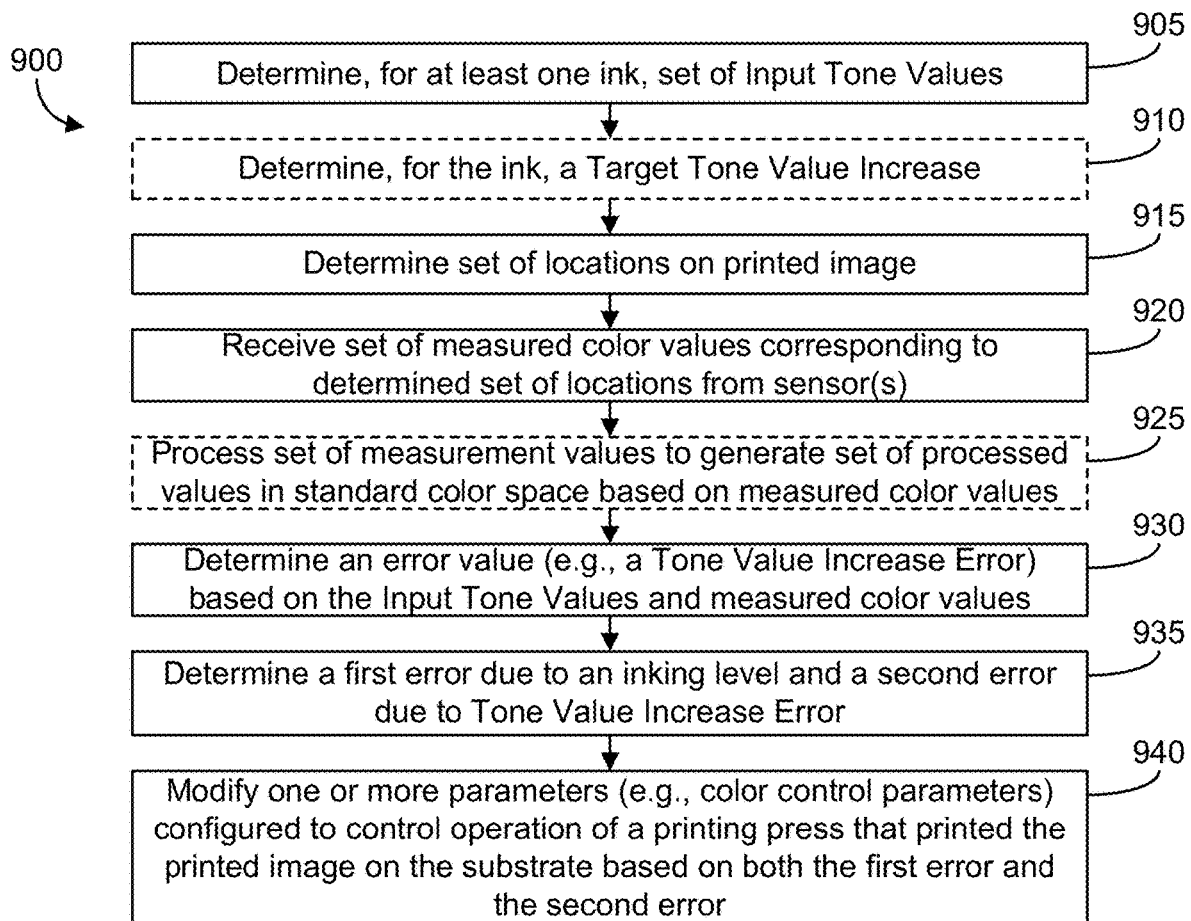 900
905
Determine, for at least one ink, set of Input Tone Values
910
Determine, for the ink, a Target Tone Value Increase
915
Determine set of locations on printed image
920
Receive set of measured color values corresponding to
determined set of locations from sensor(s)
925
Process set of measurement values to generate set of processed
values in standard color space based on measured color values
930
Determine an error value (e.g., a Tone Value Increase Error)
based on the Input Tone Values and measured color values
935
Determine a first error due to an inking level and a second error
due to Tone Value Increase Error
940
Modify one or more parameters (e.g., color control parameters)
configured to control operation of a printing press that printed the
printed image on the substrate based on both the first error and
the second error